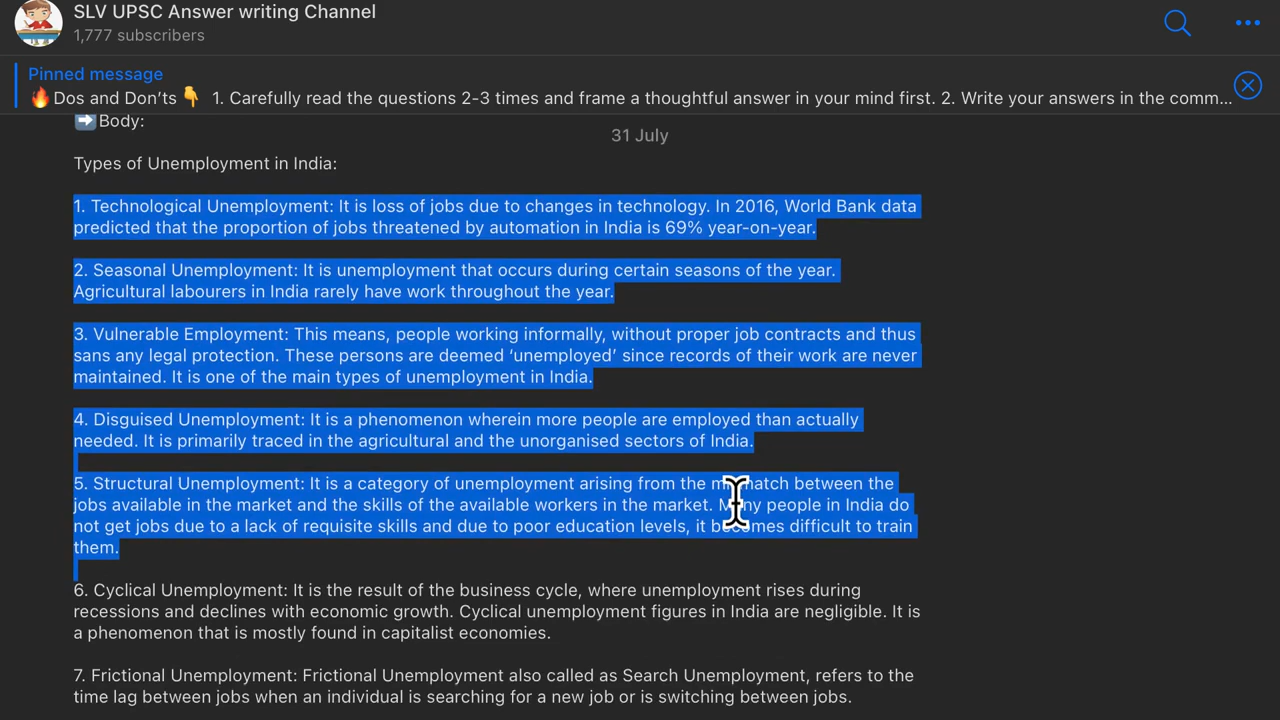 SLV UPSC Answer writing Channel
1,777 subscribers
Pinned message
🔥Dos and Don’ts 👇 1. Carefully read the questions 2-3 times and frame a thoughtful answer in your mind first. 2. Write your answers in the comm...
➡️Body:
31 July
Types of Unemployment in India:
1. Technological Unemployment: It is loss of jobs due to changes in technology. In 2016, World Bank data
predicted that the proportion of jobs threatened by automation in India is 69% year-on-year.
2. Seasonal Unemployment: It is unemployment that occurs during certain seasons of the year.
Agricultural labourers in India rarely have work throughout the year.
3. Vulnerable Employment: This means, people working informally, without proper job contracts and thus
sans any legal protection. These persons are deemed ‘unemployed’ since records of their work are never
maintained. It is one of the main types of unemployment in India.
4. Disguised Unemployment: It is a phenomenon wherein more people are employed than actually
needed. It is primarily traced in the agricultural and the unorganised sectors of India.
5. Structural Unemployment: It is a category of unemployment arising from the mismatch between the
jobs available in the market and the skills of the available workers in the market. Many people in India do
not get jobs due to a lack of requisite skills and due to poor education levels, it becomes difficult to train
them.
6. Cyclical Unemployment: It is the result of the business cycle, where unemployment rises during
recessions and declines with economic growth. Cyclical unemployment figures in India are negligible. It is
a phenomenon that is mostly found in capitalist economies.
7. Frictional Unemployment: Frictional Unemployment also called as Search Unemployment, refers to the
time lag between jobs when an individual is searching for a new job or is switching between jobs.